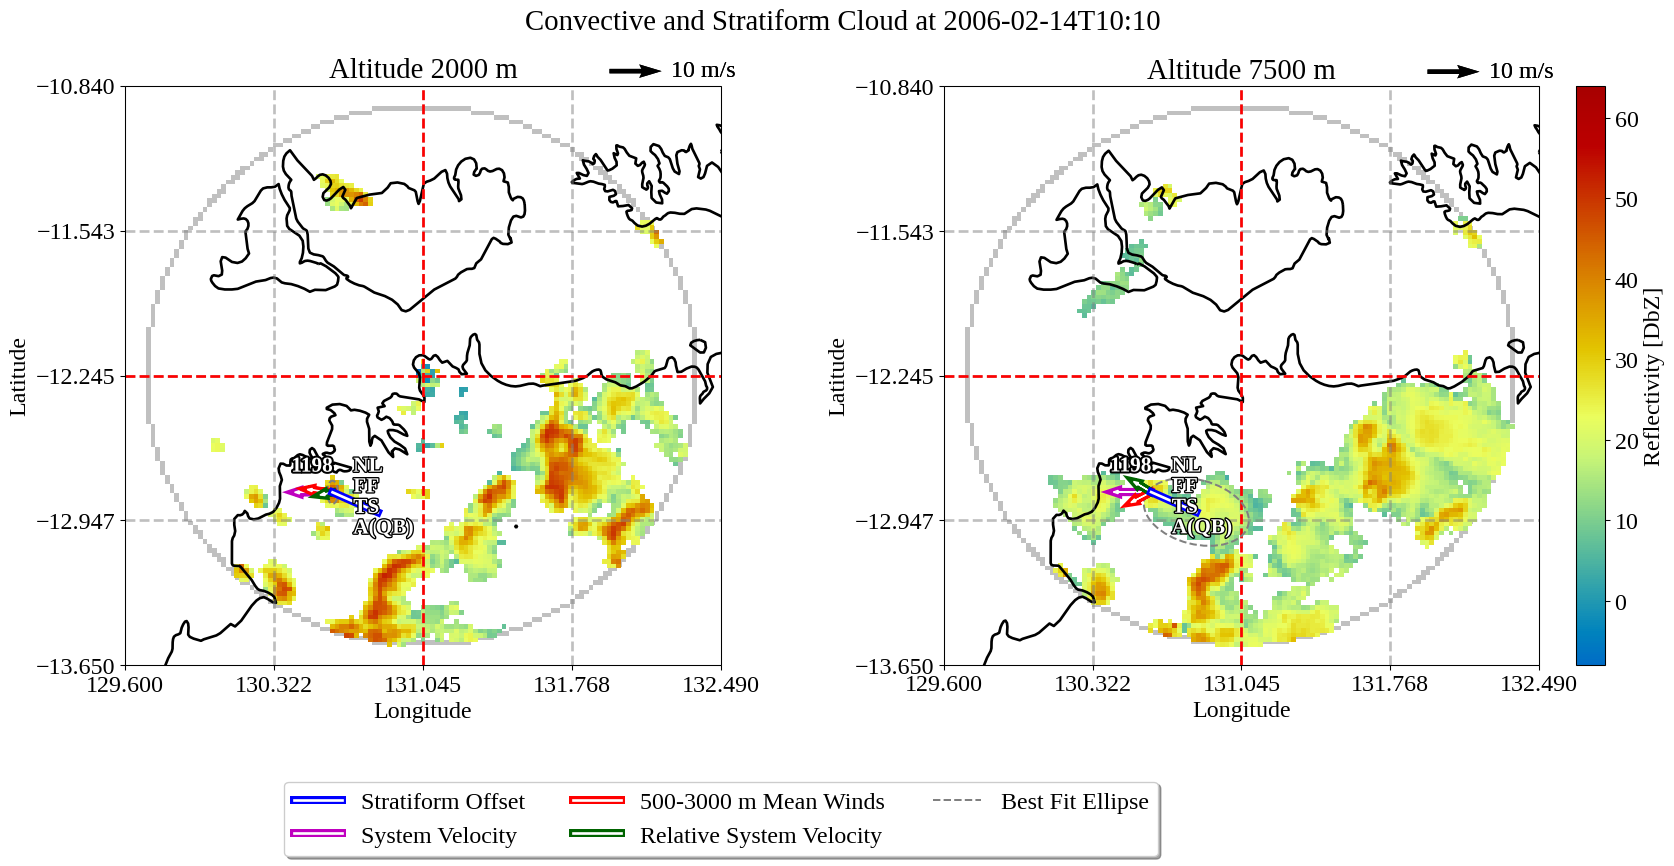 Convective and Stratiform Cloud at 2006-02-14T10:10
Altitude 2000 m
10 m/s
−10.840
−11.543
−12.245
−12.947
−13.650
129.600
130.322
131.045
131.768
132.490
Latitude
Longitude
1198
NL
FF
TS
A(QB)
Altitude 7500 m
10 m/s
−10.840
−11.543
−12.245
−12.947
−13.650
129.600
130.322
131.045
131.768
132.490
Latitude
Longitude
1198
NL
FF
TS
A(QB)
60
50
40
30
20
10
0
Reflectivity [DbZ]
Stratiform Offset
System Velocity
500-3000 m Mean Winds
Relative System Velocity
Best Fit Ellipse